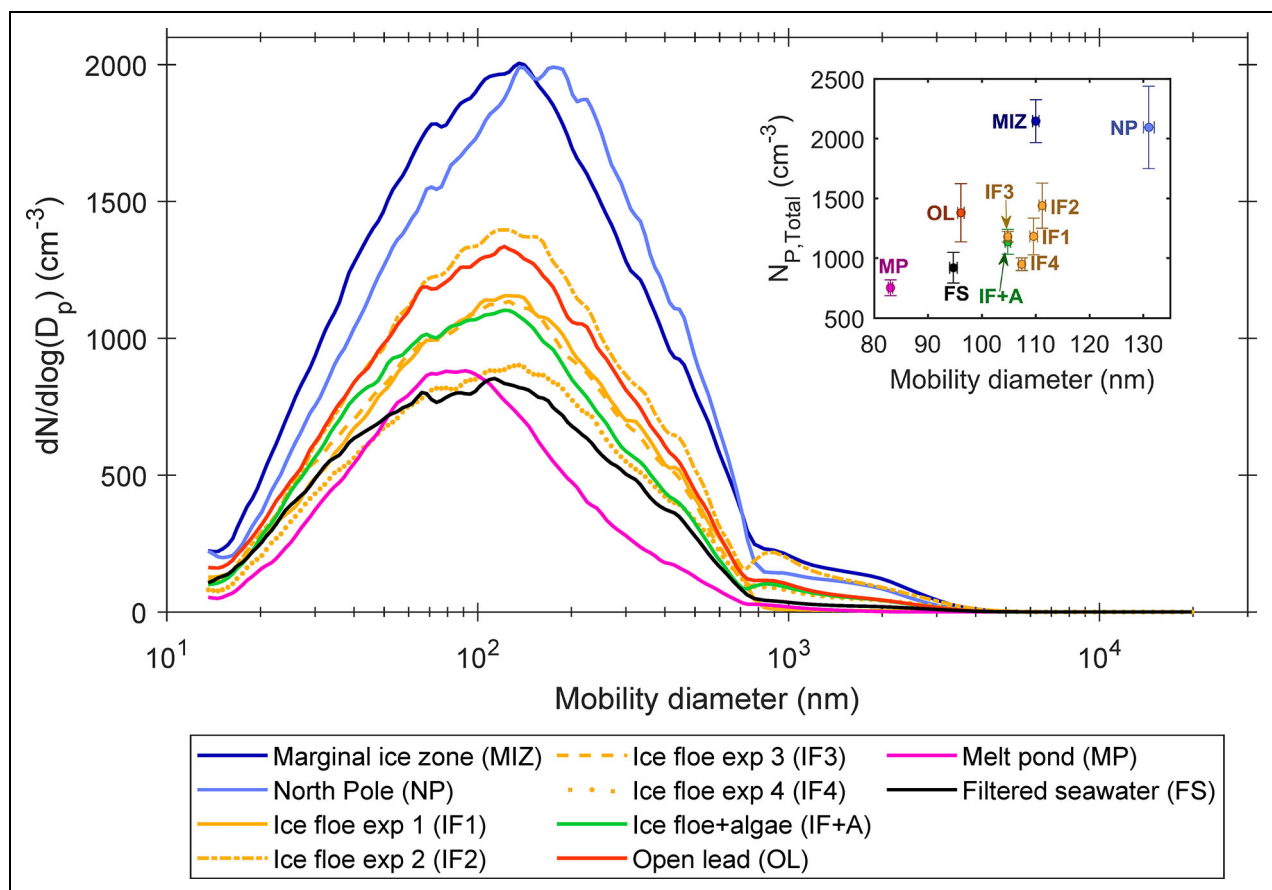 2000
1500
1000
500
0
dN/dlog(D_p) (cm⁻³)
10¹ 10² 10³ 10⁴
Mobility diameter (nm)
2500
2000
1500
1000
500
N_P,Total (cm⁻³)
80 90 100 110 120 130
Mobility diameter (nm)
MIZ
NP
IF3
OL
IF2
IF1
MP
IF4
FS
IF+A
Marginal ice zone (MIZ)
North Pole (NP)
Ice floe exp 1 (IF1)
Ice floe exp 2 (IF2)
Ice floe exp 3 (IF3)
Ice floe exp 4 (IF4)
Ice floe+algae (IF+A)
Open lead (OL)
Melt pond (MP)
Filtered seawater (FS)